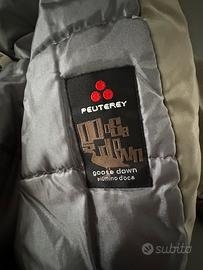 PEUTEREY
goose down
piumino d'oca
subito